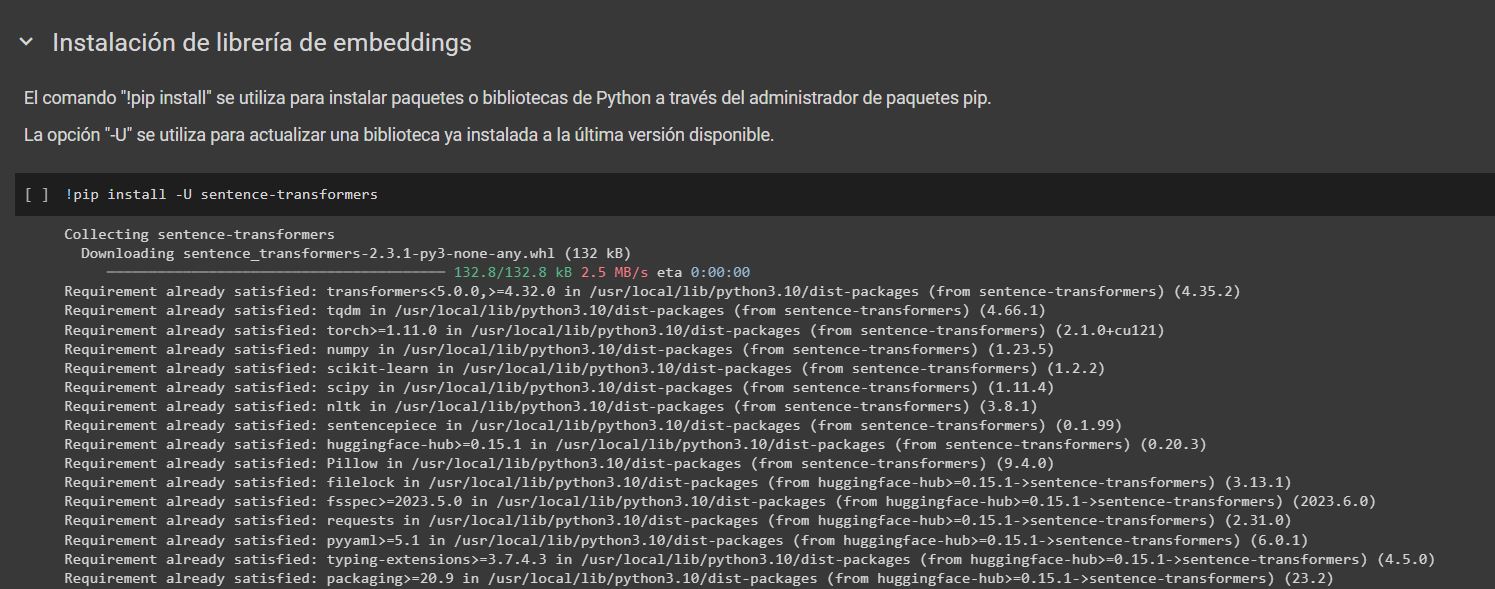 Instalación de librería de embeddings
El comando "!pip install" se utiliza para instalar paquetes o bibliotecas de Python a través del administrador de paquetes pip.
La opción "-U" se utiliza para actualizar una biblioteca ya instalada a la última versión disponible.
[ ] !pip install -U sentence-transformers
Collecting sentence-transformers
Downloading sentence_transformers-2.3.1-py3-none-any.whl (132 kB)
132.8/132.8 kB 2.5 MB/s eta 0:00:00
Requirement already satisfied: transformers<5.0.0,>=4.32.0 in /usr/local/lib/python3.10/dist-packages (from sentence-transformers) (4.35.2)
Requirement already satisfied: tqdm in /usr/local/lib/python3.10/dist-packages (from sentence-transformers) (4.66.1)
Requirement already satisfied: torch>=1.11.0 in /usr/local/lib/python3.10/dist-packages (from sentence-transformers) (2.1.0+cu121)
Requirement already satisfied: numpy in /usr/local/lib/python3.10/dist-packages (from sentence-transformers) (1.23.5)
Requirement already satisfied: scikit-learn in /usr/local/lib/python3.10/dist-packages (from sentence-transformers) (1.2.2)
Requirement already satisfied: scipy in /usr/local/lib/python3.10/dist-packages (from sentence-transformers) (1.11.4)
Requirement already satisfied: nltk in /usr/local/lib/python3.10/dist-packages (from sentence-transformers) (3.8.1)
Requirement already satisfied: sentencepiece in /usr/local/lib/python3.10/dist-packages (from sentence-transformers) (0.1.99)
Requirement already satisfied: huggingface-hub>=0.15.1 in /usr/local/lib/python3.10/dist-packages (from sentence-transformers) (0.20.3)
Requirement already satisfied: Pillow in /usr/local/lib/python3.10/dist-packages (from sentence-transformers) (9.4.0)
Requirement already satisfied: filelock in /usr/local/lib/python3.10/dist-packages (from huggingface-hub>=0.15.1->sentence-transformers) (3.13.1)
Requirement already satisfied: fsspec>=2023.5.0 in /usr/local/lib/python3.10/dist-packages (from huggingface-hub>=0.15.1->sentence-transformers) (2023.6.0)
Requirement already satisfied: requests in /usr/local/lib/python3.10/dist-packages (from huggingface-hub>=0.15.1->sentence-transformers) (2.31.0)
Requirement already satisfied: pyyaml>=5.1 in /usr/local/lib/python3.10/dist-packages (from huggingface-hub>=0.15.1->sentence-transformers) (6.0.1)
Requirement already satisfied: typing-extensions>=3.7.4.3 in /usr/local/lib/python3.10/dist-packages (from huggingface-hub>=0.15.1->sentence-transformers) (4.5.0)
Requirement already satisfied: packaging>=20.9 in /usr/local/lib/python3.10/dist-packages (from huggingface-hub>=0.15.1->sentence-transformers) (23.2)